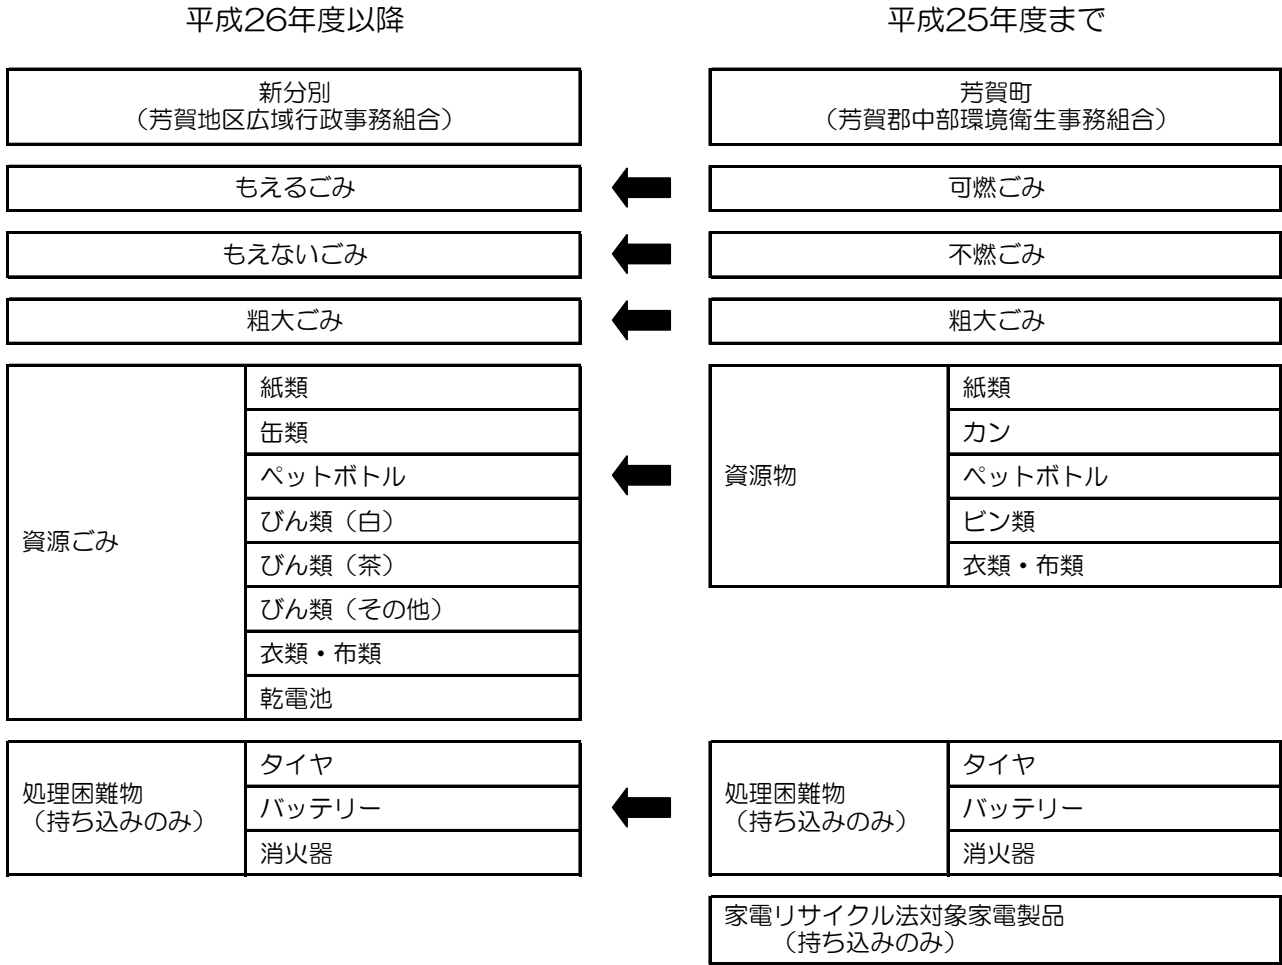 平成26年度以降
平成25年度まで
新分別
（芳賀地区広域行政事務組合）
芳賀町
（芳賀郡中部環境衛生事務組合）
もえるごみ
可燃ごみ
もえないごみ
不燃ごみ
粗大ごみ
粗大ごみ
資源ごみ
紙類
缶類
ペットボトル
びん類（白）
びん類（茶）
びん類（その他）
衣類・布類
乾電池
資源物
紙類
カン
ペットボトル
ビン類
衣類・布類
処理困難物
（持ち込みのみ）
タイヤ
バッテリー
消火器
処理困難物
（持ち込みのみ）
タイヤ
バッテリー
消火器
家電リサイクル法対象家電製品
（持ち込みのみ）